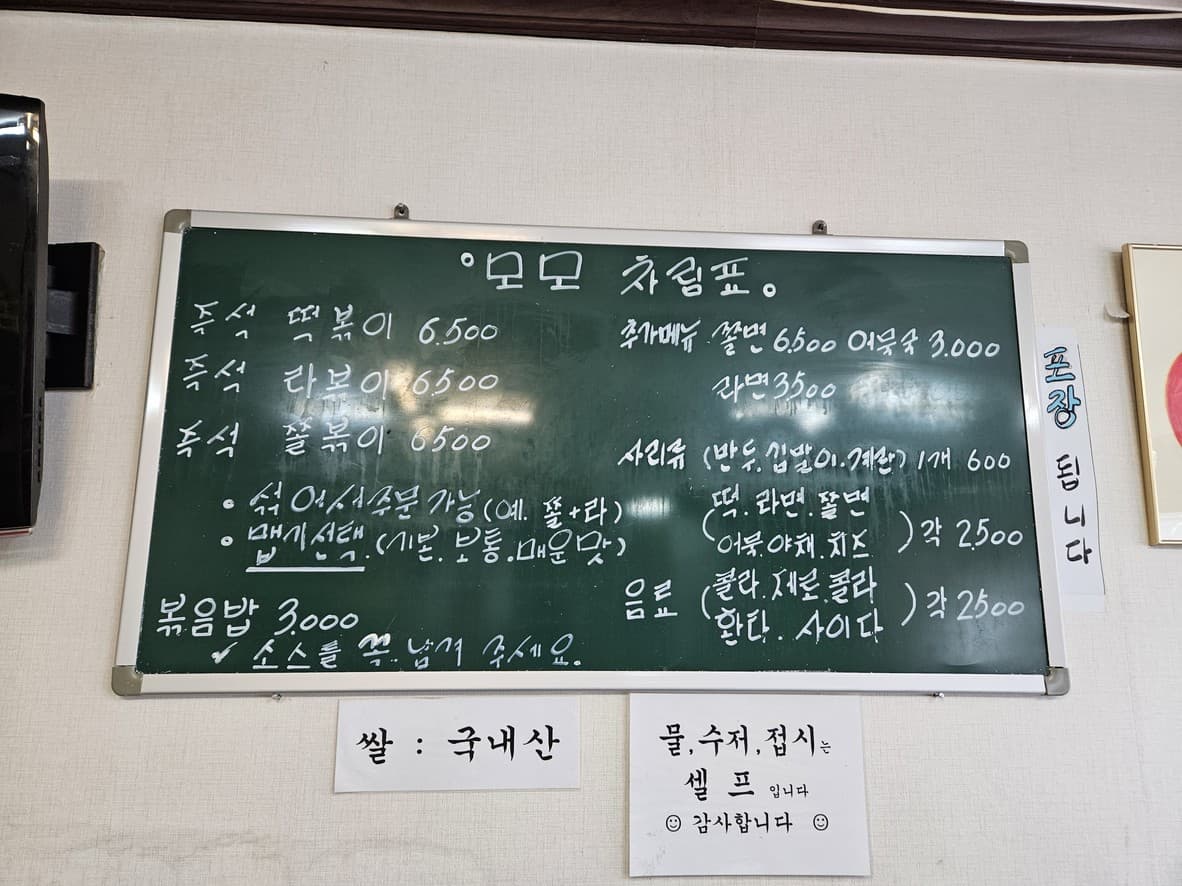 °모모 차림표。
즉석 떡볶이 6.500
즉석 라볶이 6500
즉석 쫄볶이 6500
• 섞어서주문 가능(예. 쫄+라)
• 맵기선택.(기본.보통.매운맛)
볶음밥 3.000
✓ 소스를 꼭 남겨 주세요.
추가메뉴 쫄면 6.500 어묵국 3.000
라면 3.500
사리류 (만두.김말이.계란) 1개 600
(떡.라면.쫄면
어묵.야채.치즈) 각 2.500
음료 (콜라.제로.콜라
환타. 사이다) 각 2500
포장 됩니다
쌀 : 국내산
물,수저,접시는
셀 프 입니다
☺ 감사합니다 ☺